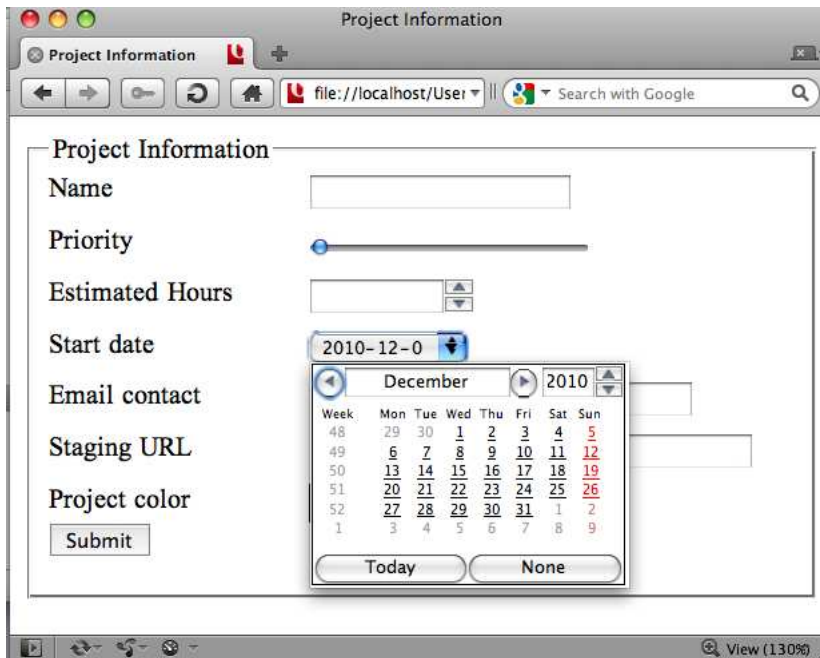 Project Information
Project Information
file://localhost/User
Search with Google
Project Information
Name
Priority
Estimated Hours
Start date
2010-12-0
December 2010
Week Mon Tue Wed Thu Fri Sat Sun
48 29 30 1 2 3 4 5
49 6 7 8 9 10 11 12
50 13 14 15 16 17 18 19
51 20 21 22 23 24 25 26
52 27 28 29 30 31 1 2
1 3 4 5 6 7 8 9
Today None
Email contact
Staging URL
Project color
Submit
View (130%)